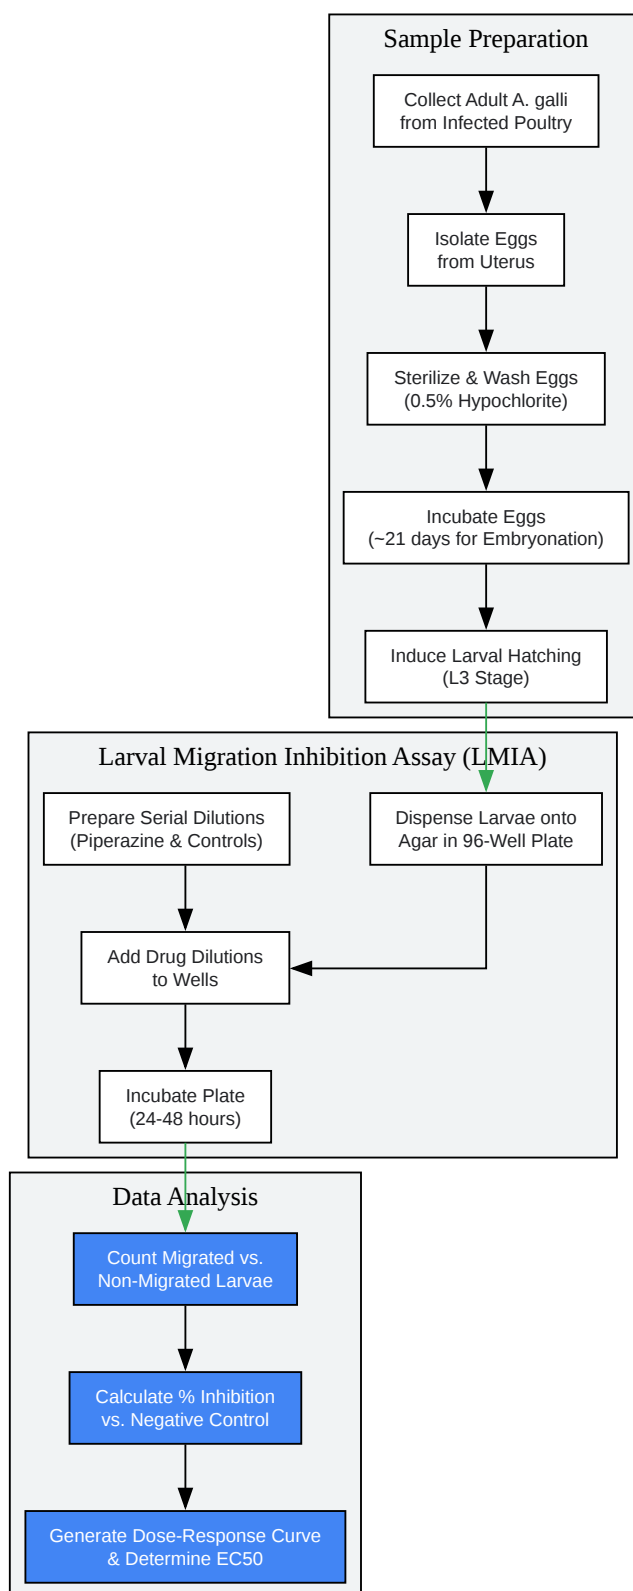 Sample Preparation
Collect Adult A. galli
from Infected Poultry
Isolate Eggs
from Uterus
Sterilize & Wash Eggs
(0.5% Hypochlorite)
Incubate Eggs
(~21 days for Embryonation)
Induce Larval Hatching
(L3 Stage)
Larval Migration Inhibition Assay (LMIA)
Prepare Serial Dilutions
(Piperazine & Controls)
Dispense Larvae onto
Agar in 96-Well Plate
Add Drug Dilutions
to Wells
Incubate Plate
(24-48 hours)
Data Analysis
Count Migrated vs.
Non-Migrated Larvae
Calculate % Inhibition
vs. Negative Control
Generate Dose-Response Curve
& Determine EC50